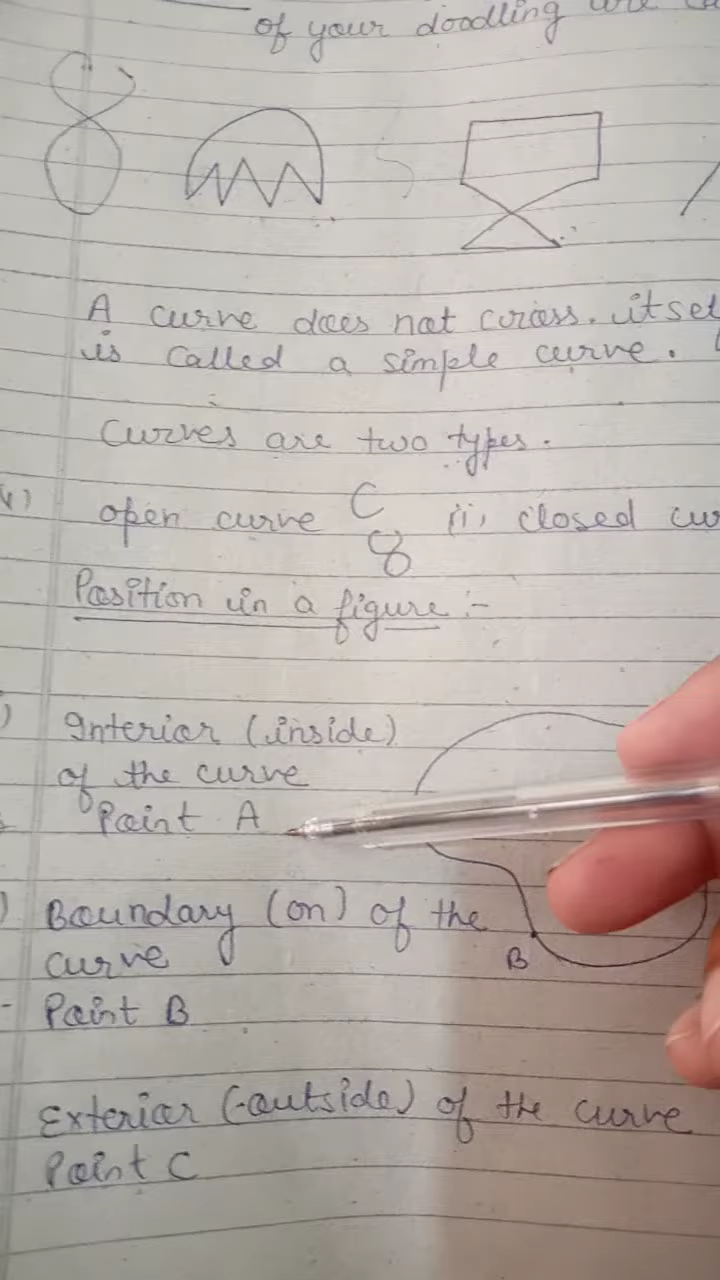 of your doodling are
A curve does not cross. itsel
is called a simple curve.
Curves are two types.
open curve (ii) closed cu
Position in a figure :-
Interior (inside)
of the curve
Point A
Boundary (on) of the
curve
B
- Point B
Exterior (outside) of the curve
Point C